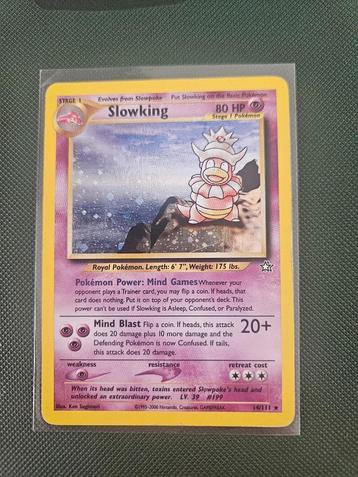 STAGE 1 Evolves from Slowpoke Put Slowking on the Basic Pokémon
Slowking 80 HP
Stage 1 Pokémon
Royal Pokémon. Length: 6' 7", Weight: 175 lbs.
Pokémon Power: Mind Games Whenever your
opponent plays a Trainer card, you may flip a coin. If heads, that
card does nothing. Put it on top of your opponent's deck. This
power can't be used if Slowking is Asleep, Confused, or Paralyzed.
Mind Blast Flip a coin. If heads, this attack
does 20 damage plus 10 more damage and the
Defending Pokémon is now Confused. If tails,
this attack does 20 damage.
20+
weakness resistance retreat cost
When its head was bitten, toxins entered Slowpoke's head and
unlocked an extraordinary power. LV. 39 #199
Illus. Ken Sugimori ©1995-2000 Nintendo, Creatures, GAMEFREAK. 14/111